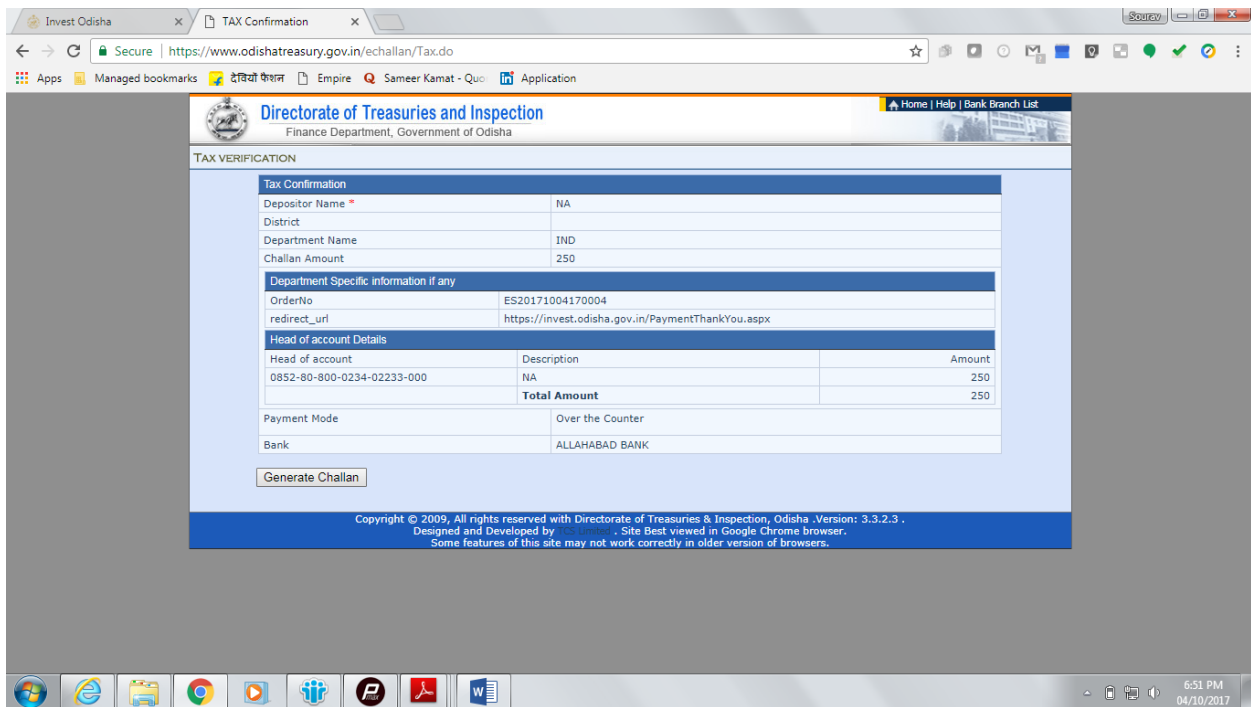 Invest Odisha × TAX Confirmation × Sourav
Secure | https://www.odishatreasury.gov.in/echallan/Tax.do
Apps Managed bookmarks देवियों फैशन Empire Sameer Kamat - Quo Application
Directorate of Treasuries and Inspection
Finance Department, Government of Odisha
Home | Help | Bank Branch List
TAX VERIFICATION
Tax Confirmation
Depositor Name * NA
District
Department Name IND
Challan Amount 250
Department Specific information if any
OrderNo ES20171004170004
redirect_url https://invest.odisha.gov.in/PaymentThankYou.aspx
Head of account Details
Head of account Description Amount
0852-80-800-0234-02233-000 NA 250
Total Amount 250
Payment Mode Over the Counter
Bank ALLAHABAD BANK
Generate Challan
Copyright © 2009, All rights reserved with Directorate of Treasuries & Inspection, Odisha .Version: 3.3.2.3 .
Designed and Developed by TCS Limited . Site Best viewed in Google Chrome browser.
Some features of this site may not work correctly in older version of browsers.
6:51 PM
04/10/2017